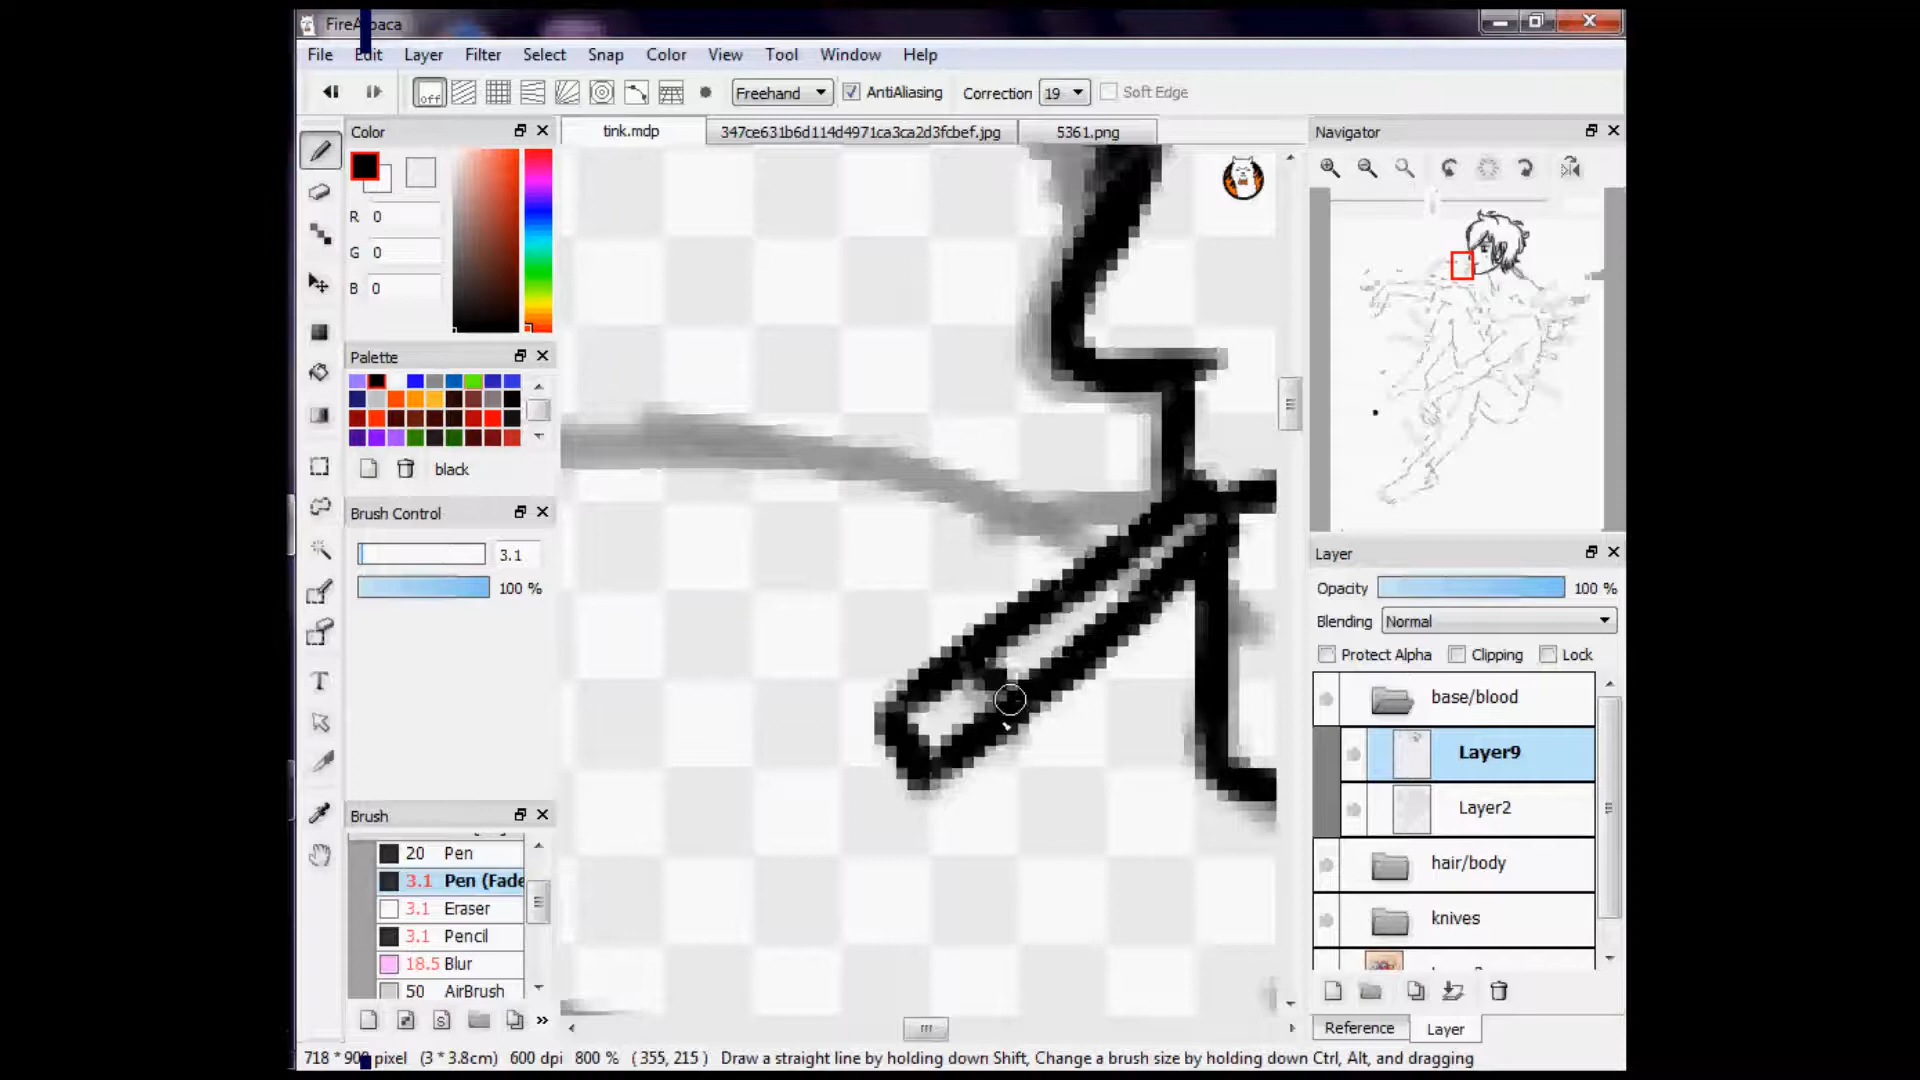 FireAlpaca
File Edit Layer Filter Select Snap Color View Tool Window Help
off Freehand AntiAliasing Correction 19 Soft Edge
Color
tink.mdp 347ce631b6d114d4971ca3ca2d3fcbef.jpg 5361.png
Navigator
R 0
G 0
B 0
Palette
black
Brush Control
3.1
100 %
Layer
Opacity 100 %
Blending Normal
Protect Alpha Clipping Lock
base/blood
Layer9
Layer2
hair/body
knives
T
Brush
20 Pen
3.1 Pen (Fade
3.1 Eraser
3.1 Pencil
18.5 Blur
50 AirBrush
Reference Layer
718 * 900 pixel (3 * 3.8cm) 600 dpi 800 % ( 355, 215 ) Draw a straight line by holding down Shift, Change a brush size by holding down Ctrl, Alt, and dragging